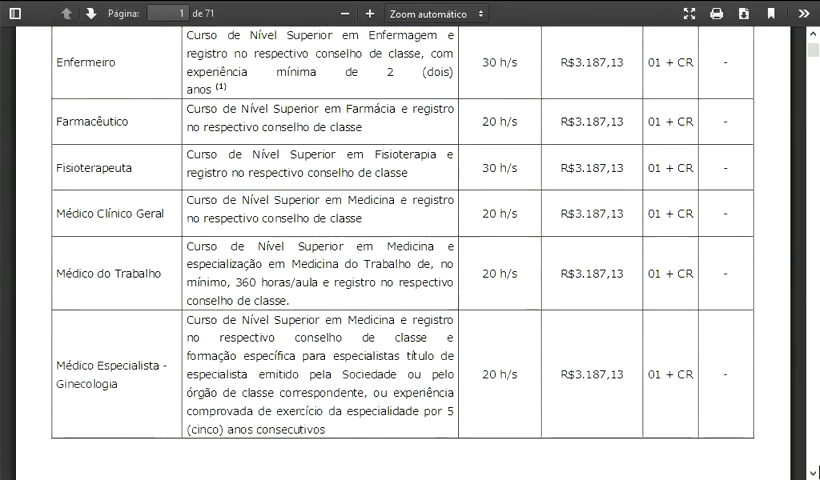 Página: 1 de 71
Zoom automático
Enfermeiro
Curso de Nível Superior em Enfermagem e
registro no respectivo conselho de classe, com
experiência mínima de 2 (dois)
anos (1)
30 h/s
R$3.187,13
01 + CR
-
Farmacêutico
Curso de Nível Superior em Farmácia e registro
no respectivo conselho de classe
20 h/s
R$3.187,13
01 + CR
-
Fisioterapeuta
Curso de Nível Superior em Fisioterapia e
registro no respectivo conselho de classe
30 h/s
R$3.187,13
01 + CR
-
Médico Clínico Geral
Curso de Nível Superior em Medicina e registro
no respectivo conselho de classe
20 h/s
R$3.187,13
01 + CR
-
Médico do Trabalho
Curso de Nível Superior em Medicina e
especialização em Medicina do Trabalho de, no
mínimo, 360 horas/aula e registro no respectivo
conselho de classe.
20 h/s
R$3.187,13
01 + CR
-
Médico Especialista -
Ginecologia
Curso de Nível Superior em Medicina e registro
no respectivo conselho de classe e
formação específica para especialistas título de
especialista emitido pela Sociedade ou pelo
órgão de classe correspondente, ou experiência
comprovada de exercício da especialidade por 5
(cinco) anos consecutivos
20 h/s
R$3.187,13
01 + CR
-